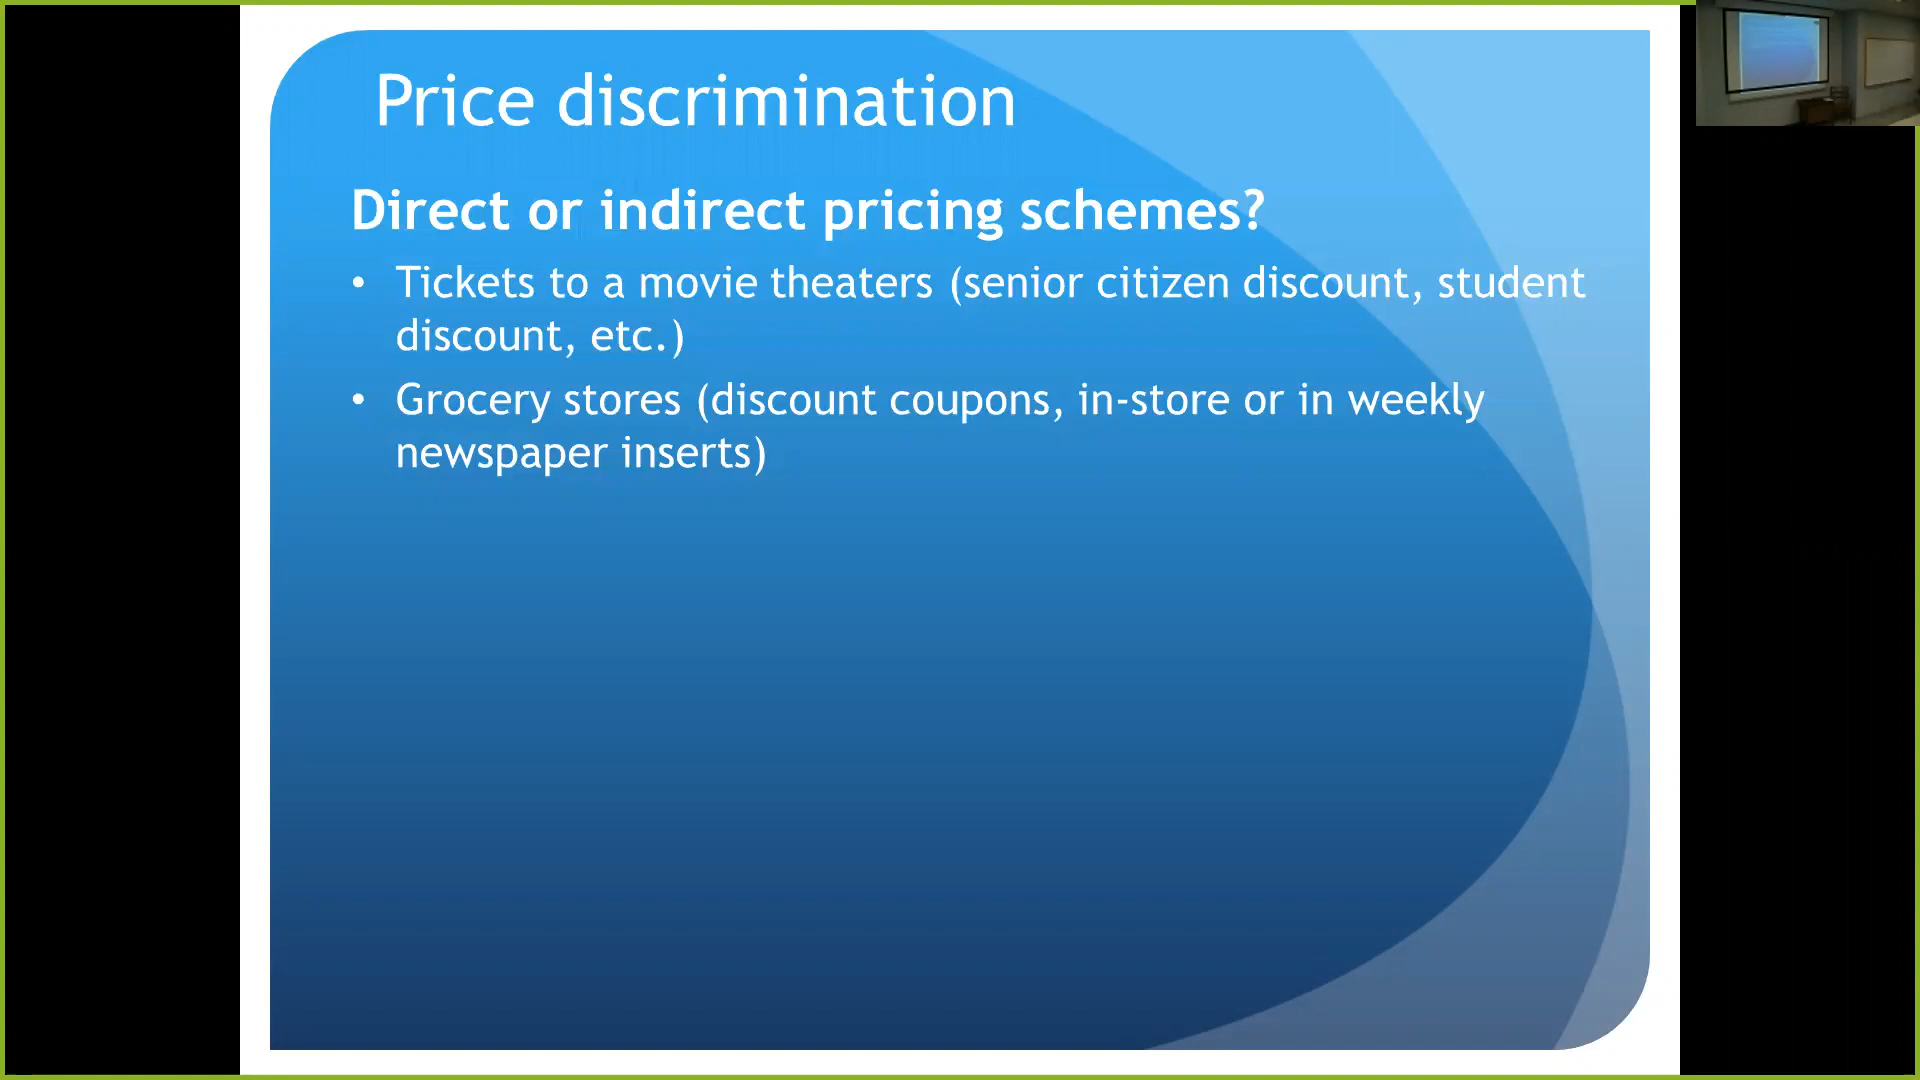 Price discrimination
Direct or indirect pricing schemes?
• Tickets to a movie theaters (senior citizen discount, student
discount, etc.)
• Grocery stores (discount coupons, in-store or in weekly
newspaper inserts)